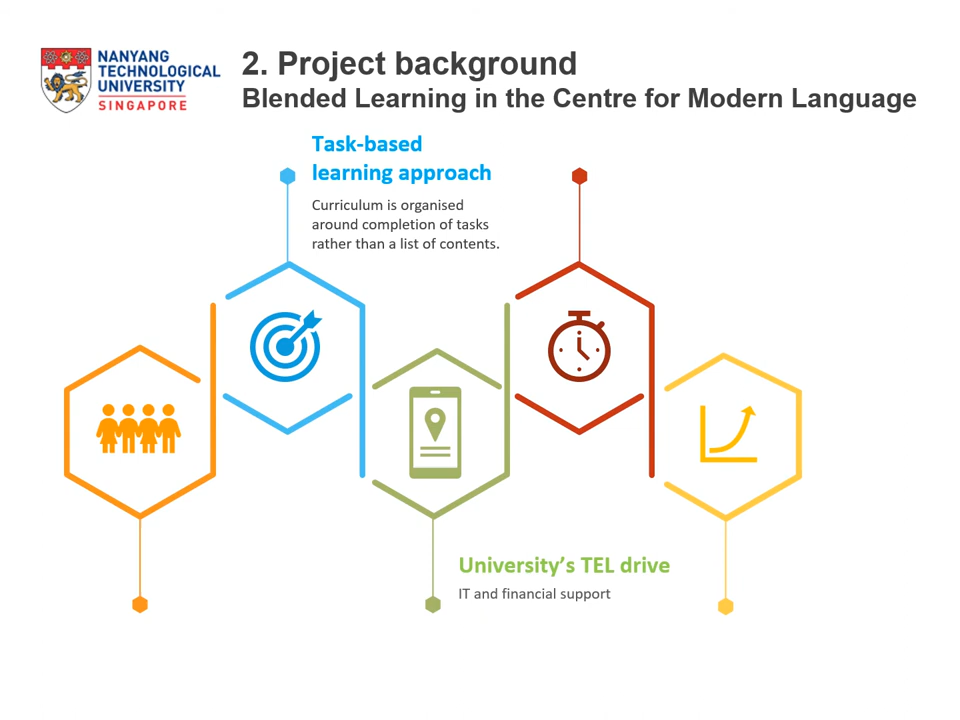 NANYANG
TECHNOLOGICAL
UNIVERSITY
SINGAPORE
2. Project background
Blended Learning in the Centre for Modern Language
Task-based
learning approach
Curriculum is organised
around completion of tasks
rather than a list of contents.
University's TEL drive
IT and financial support